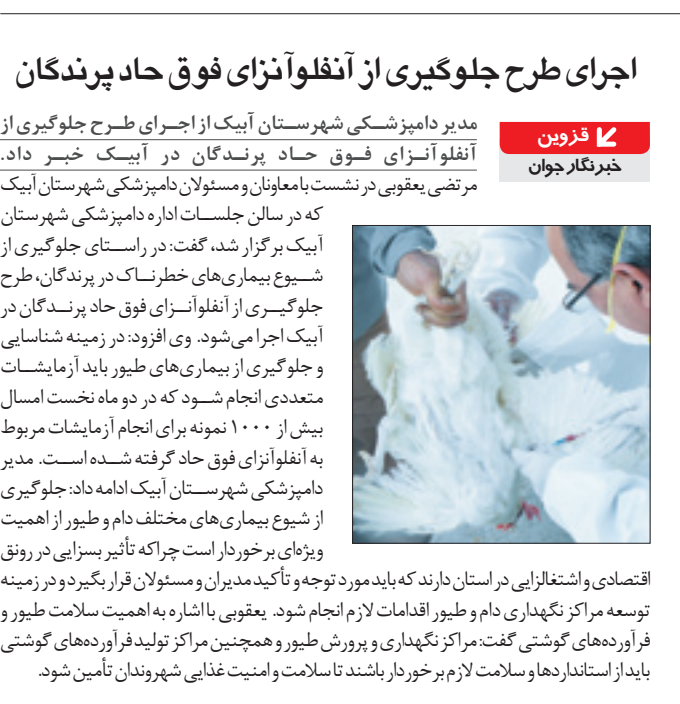 اجرای طرح جلوگیری از آنفلوآنزای فوق حاد پرندگان
قزوین
خبرنگار جوان
مدیر دامپزشکی شهرستان آبیک از اجرای طرح جلوگیری از
آنفلوآنزای فوق حاد پرندگان در آبیک خبر داد.
مرتضی یعقوبی در نشست با معاونان و مسئولان دامپزشکی شهرستان آبیک
که در سالن جلسات اداره دامپزشکی شهرستان
آبیک برگزار شد، گفت: در راستای جلوگیری از
شیوع بیماری‌های خطرناک در پرندگان، طرح
جلوگیری از آنفلوآنزای فوق حاد پرندگان در
آبیک اجرا می‌شود. وی افزود: در زمینه شناسایی
و جلوگیری از بیماری‌های طیور باید آزمایشات
متعددی انجام شود که در دو ماه نخست امسال
بیش از ۱۰۰۰ نمونه برای انجام آزمایشات مربوط
به آنفلوآنزای فوق حاد گرفته شده است. مدیر
دامپزشکی شهرستان آبیک ادامه داد: جلوگیری
از شیوع بیماری‌های مختلف دام و طیور از اهمیت
ویژه‌ای برخوردار است چراکه تأثیر بسزایی در رونق
اقتصادی و اشتغالزایی در استان دارند که باید مورد توجه و تأکید مدیران و مسئولان قرار بگیرد و در زمینه
توسعه مراکز نگهداری دام و طیور اقدامات لازم انجام شود. یعقوبی با اشاره به اهمیت سلامت طیور و
فرآورده‌های گوشتی گفت: مراکز نگهداری و پرورش طیور و همچنین مراکز تولید فرآورده‌های گوشتی
باید از استانداردها و سلامت لازم برخوردار باشند تا سلامت و امنیت غذایی شهروندان تأمین شود.